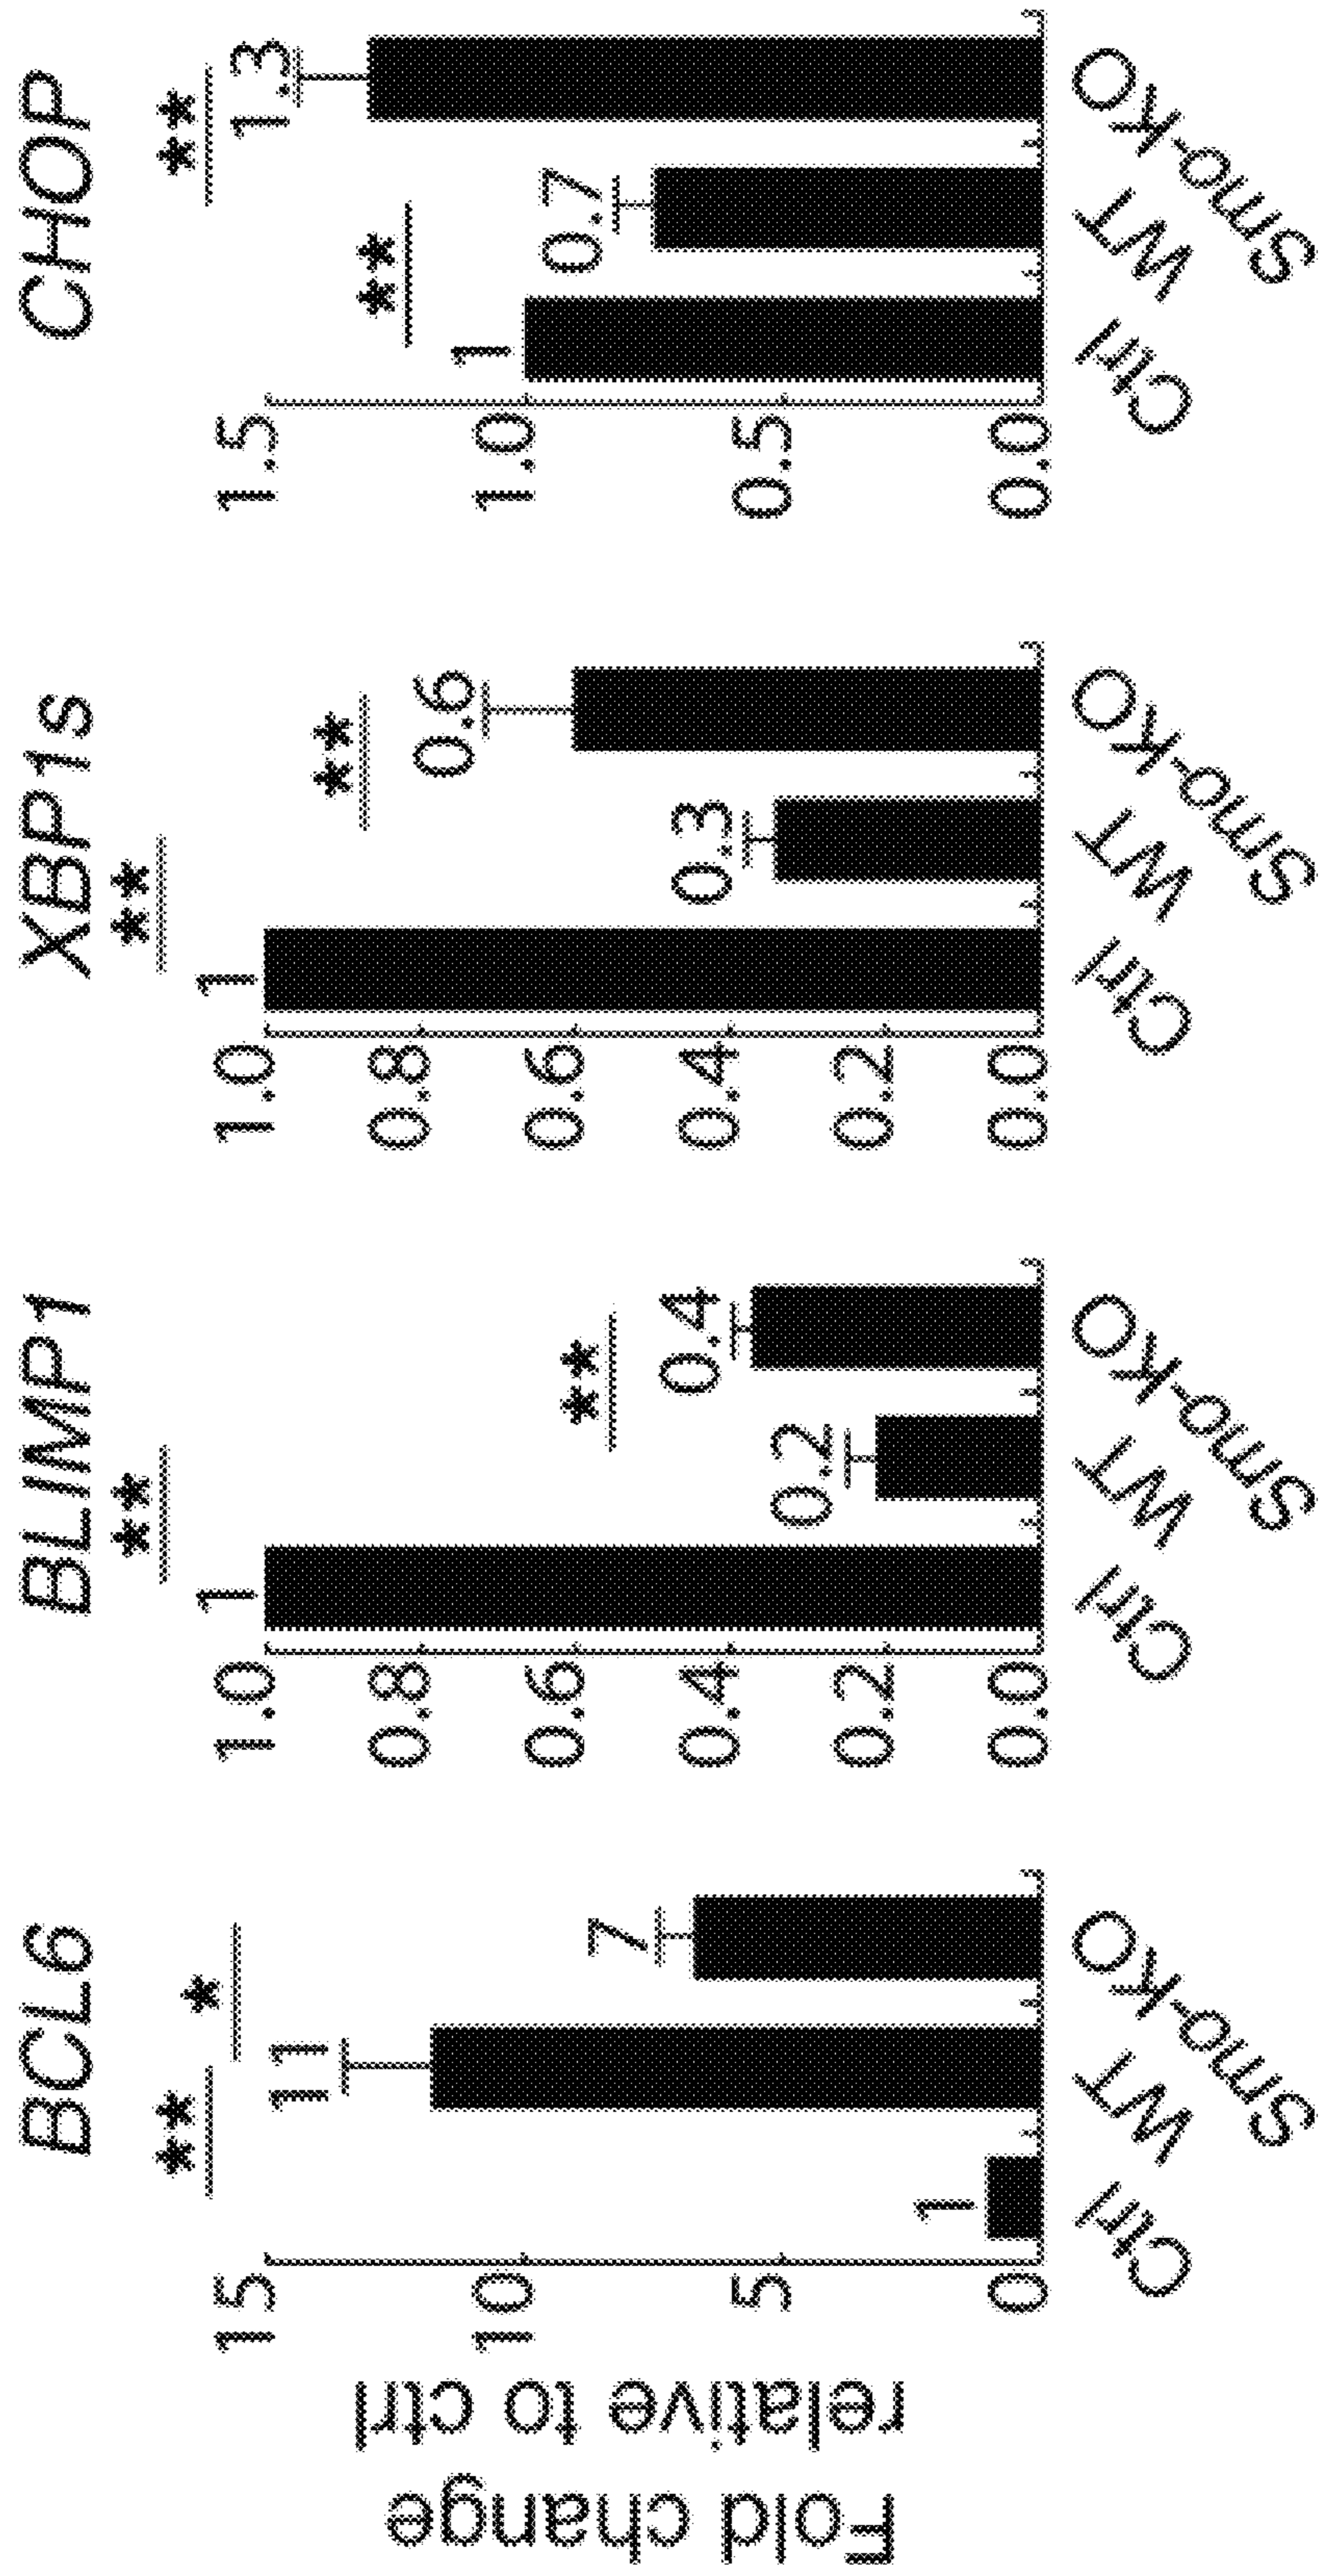 Fold change
relative to ctrl
BCL6
**
*
15
10
5
0
1
11
7
Ctrl
WT
Smo-KO
BLIMP1
**
**
1.0
0.8
0.6
0.4
0.2
0.0
1
0.2
0.4
Ctrl
WT
Smo-KO
XBP1s
**
**
1.0
0.8
0.6
0.4
0.2
0.0
1
0.3
0.6
Ctrl
WT
Smo-KO
CHOP
**
**
1.5
1.0
0.5
0.0
1
0.7
1.3
Ctrl
WT
Smo-KO